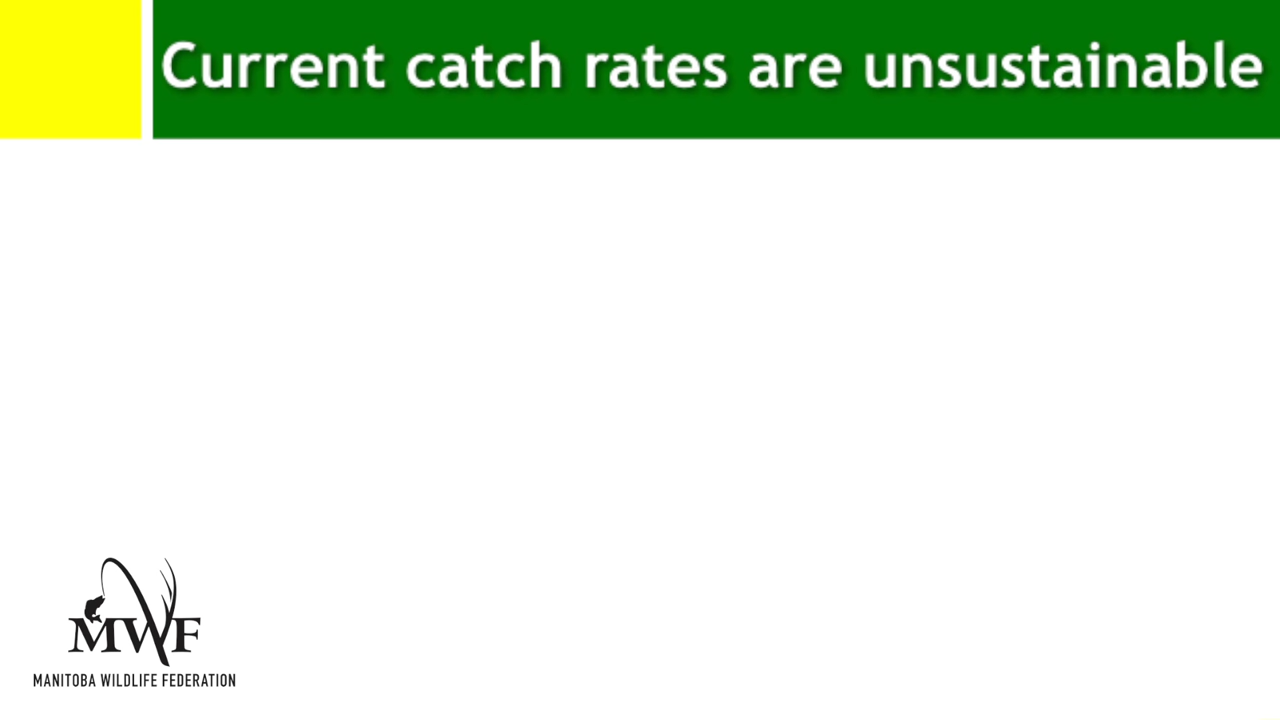 Current catch rates are unsustainable
MWF
MANITOBA WILDLIFE FEDERATION